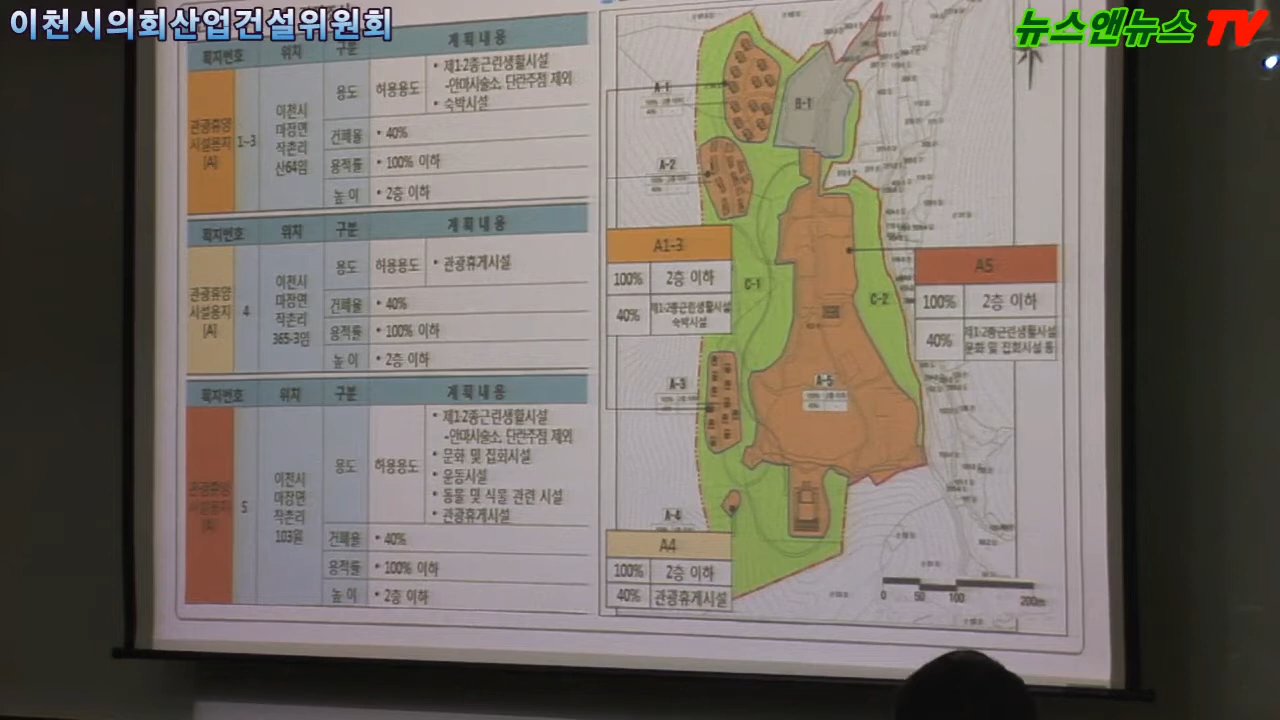 이천시의회산업건설위원회
뉴스앤뉴스 TV
획지번호 위치 구분 계 획 내 용
관광휴양시설용지[A]
1~3
이천시
마장면
작촌리
산64임
용도 허용용도
• 제1·2종근린생활시설
-안마시술소, 단란주점 제외
• 숙박시설
건폐율 • 40%
용적률 • 100% 이하
높 이 • 2층 이하
획지번호 위치 구분 계 획 내 용
관광휴양
시설용지
[A]
4
이천시
마장면
작촌리
365-3임
용도 허용용도 • 관광휴게시설
건폐율 • 40%
용적률 • 100% 이하
높 이 • 2층 이하
획지번호 위치 구분 계 획 내 용
관광휴양
시설용지
[A]
5
이천시
마장면
작촌리
103원
용도 허용용도
• 제1·2종근린생활시설
-안마시술소, 단란주점 제외
• 문화 및 집회시설
• 운동시설
• 동물 및 식물 관련 시설
• 관광휴게시설
건폐율 • 40%
용적률 • 100% 이하
높 이 • 2층 이하
A-1
B-1
A-2
A1-3
100% 2층 이하
40% 제1·2종근린생활시설
숙박시설
C-1
C-2
A5
100% 2층 이하
40% 제1·2종근린생활시설
문화 및 집회시설 등
A-3
A-5
A-4
A4
100% 2층 이하
40% 관광휴게시설
0 50 100 200m